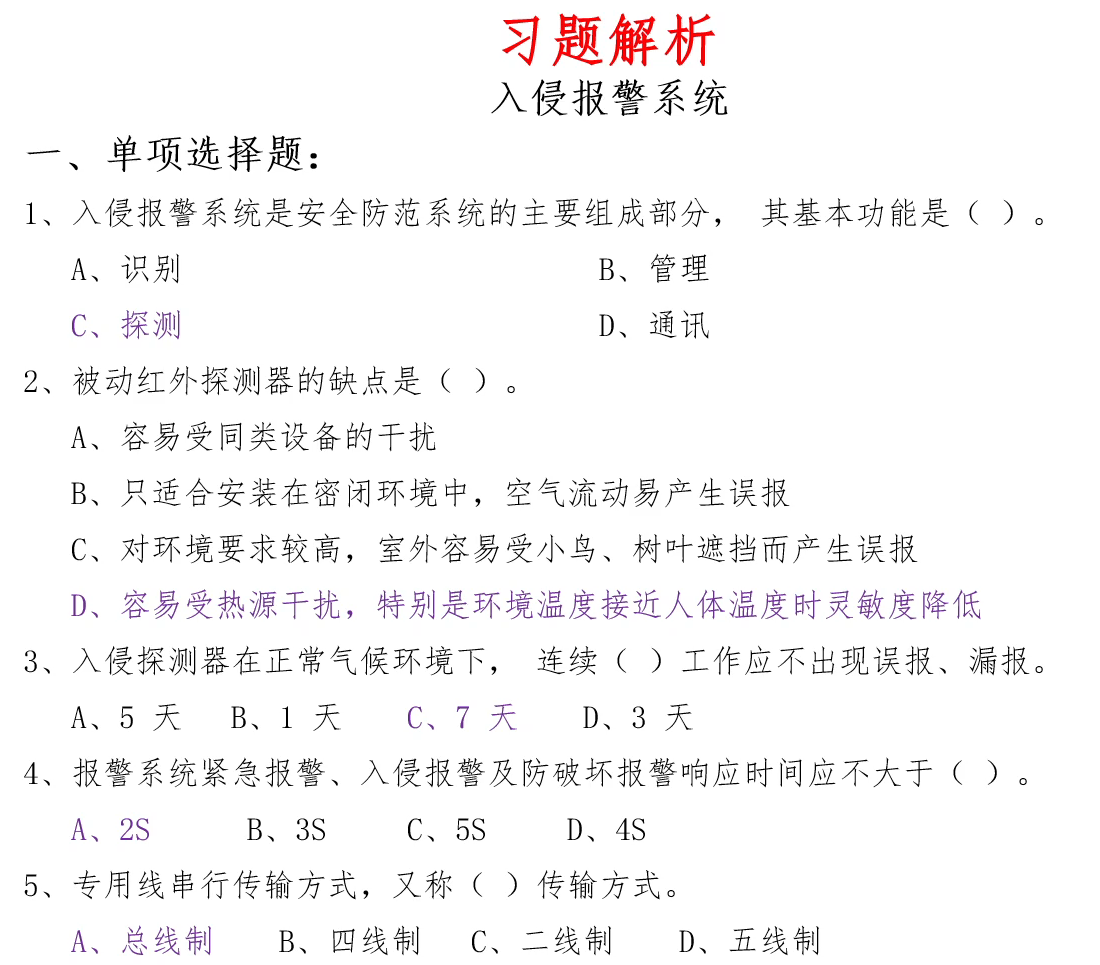 习题解析
入侵报警系统
一、单项选择题：
1、入侵报警系统是安全防范系统的主要组成部分， 其基本功能是（ ）。
A、识别 B、管理
C、探测 D、通讯
2、被动红外探测器的缺点是（ ）。
A、容易受同类设备的干扰
B、只适合安装在密闭环境中，空气流动易产生误报
C、对环境要求较高，室外容易受小鸟、树叶遮挡而产生误报
D、容易受热源干扰，特别是环境温度接近人体温度时灵敏度降低
3、入侵探测器在正常气候环境下， 连续（ ）工作应不出现误报、漏报。
A、5 天 B、1 天 C、7 天 D、3 天
4、报警系统紧急报警、入侵报警及防破坏报警响应时间应不大于（ ）。
A、2S B、3S C、5S D、4S
5、专用线串行传输方式，又称（ ）传输方式。
A、总线制 B、四线制 C、二线制 D、五线制